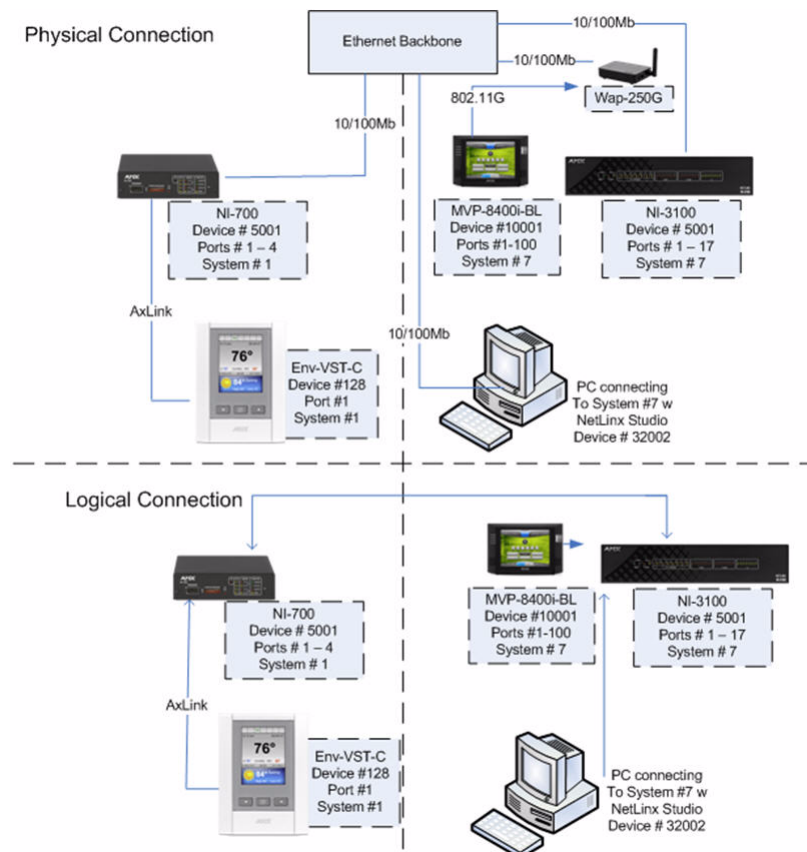 Physical Connection
Ethernet Backbone
10/100Mb
10/100Mb
802.11G
Wap-250G
10/100Mb
NI-700
Device # 5001
Ports # 1 – 4
System # 1
MVP-8400i-BL
Device #10001
Ports #1-100
System # 7
NI-3100
Device # 5001
Ports # 1 – 17
System # 7
AxLink
10/100Mb
76°
84°
Env-VST-C
Device #128
Port #1
System #1
PC connecting
To System #7 w
NetLinx Studio
Device # 32002
Logical Connection
NI-700
Device # 5001
Ports # 1 – 4
System # 1
MVP-8400i-BL
Device #10001
Ports #1-100
System # 7
NI-3100
Device # 5001
Ports # 1 – 17
System # 7
AxLink
76°
84°
Env-VST-C
Device #128
Port #1
System #1
PC connecting
To System #7 w
NetLinx Studio
Device # 32002